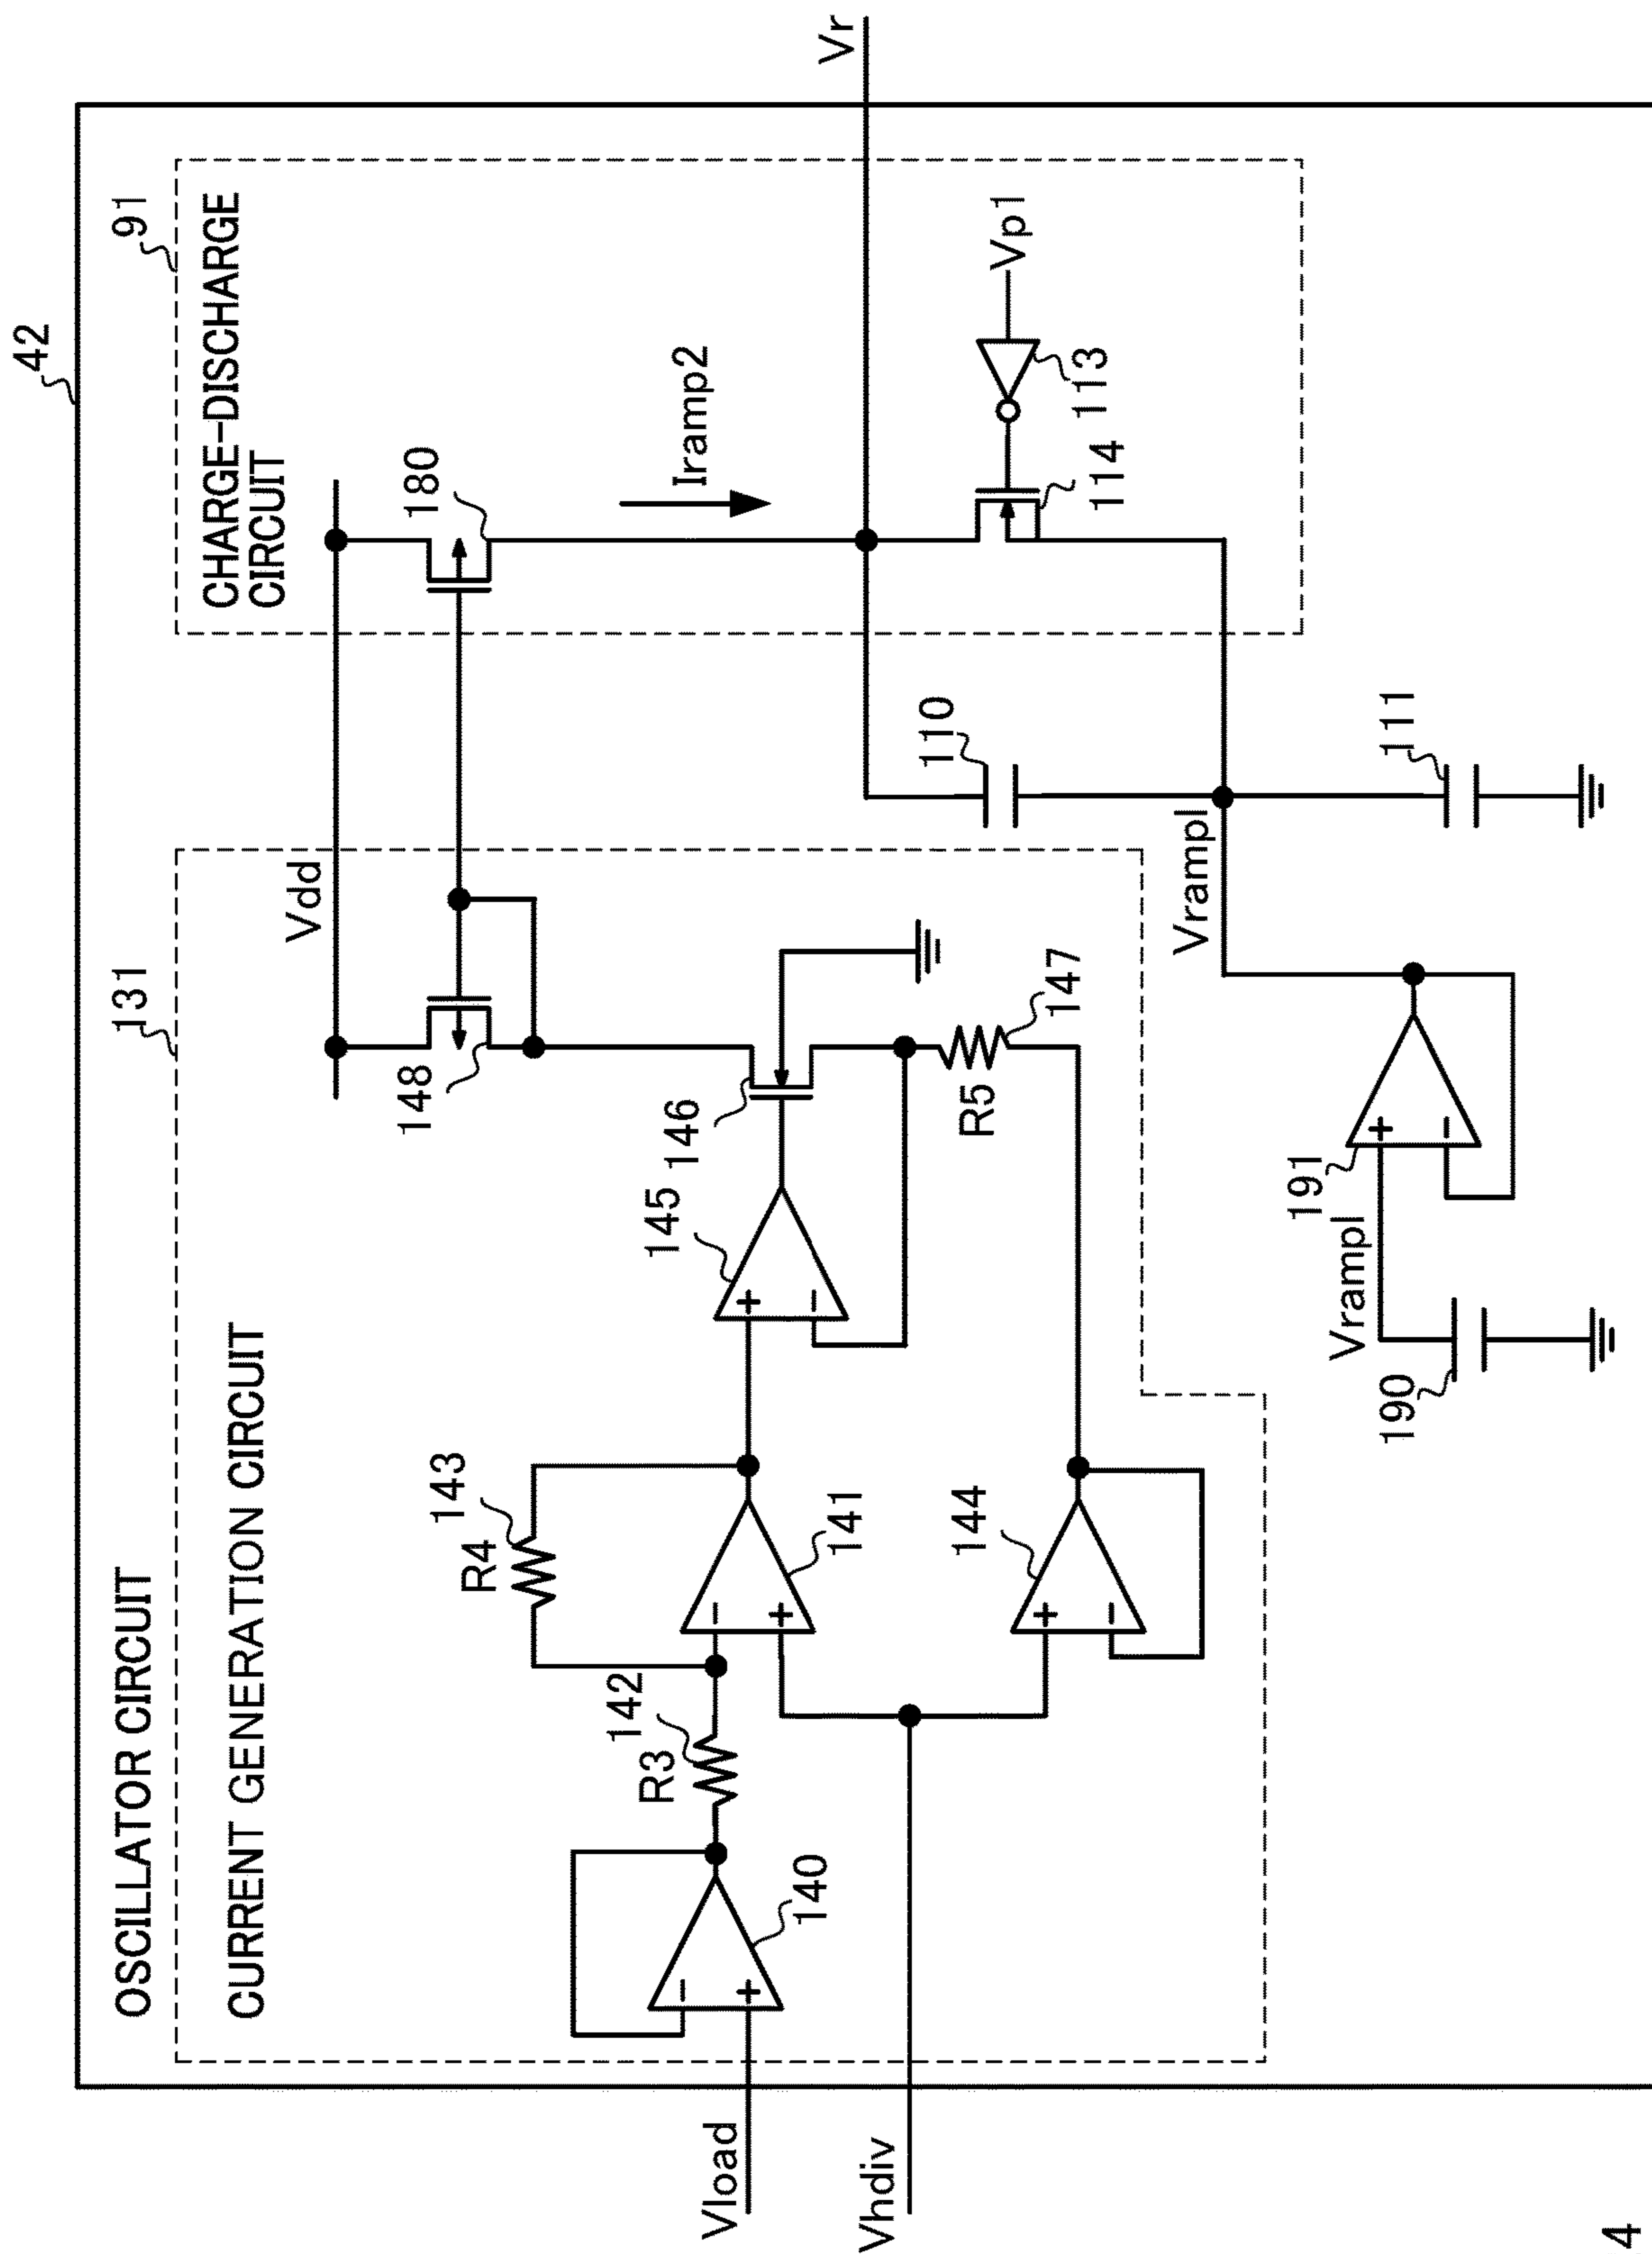 42
OSCILLATOR CIRCUIT
131
91
CURRENT GENERATION CIRCUIT
CHARGE-DISCHARGE
CIRCUIT
Vdd
148
180
R4
143
Iramp2
R3
142
145
146
Vload
140
141
Vr
Vhdiv
110
144
R5
147
114
113
Vp1
Vrampl
191
Vrampl
190
111
+
-
+
-
+
-
+
-
+
-
4